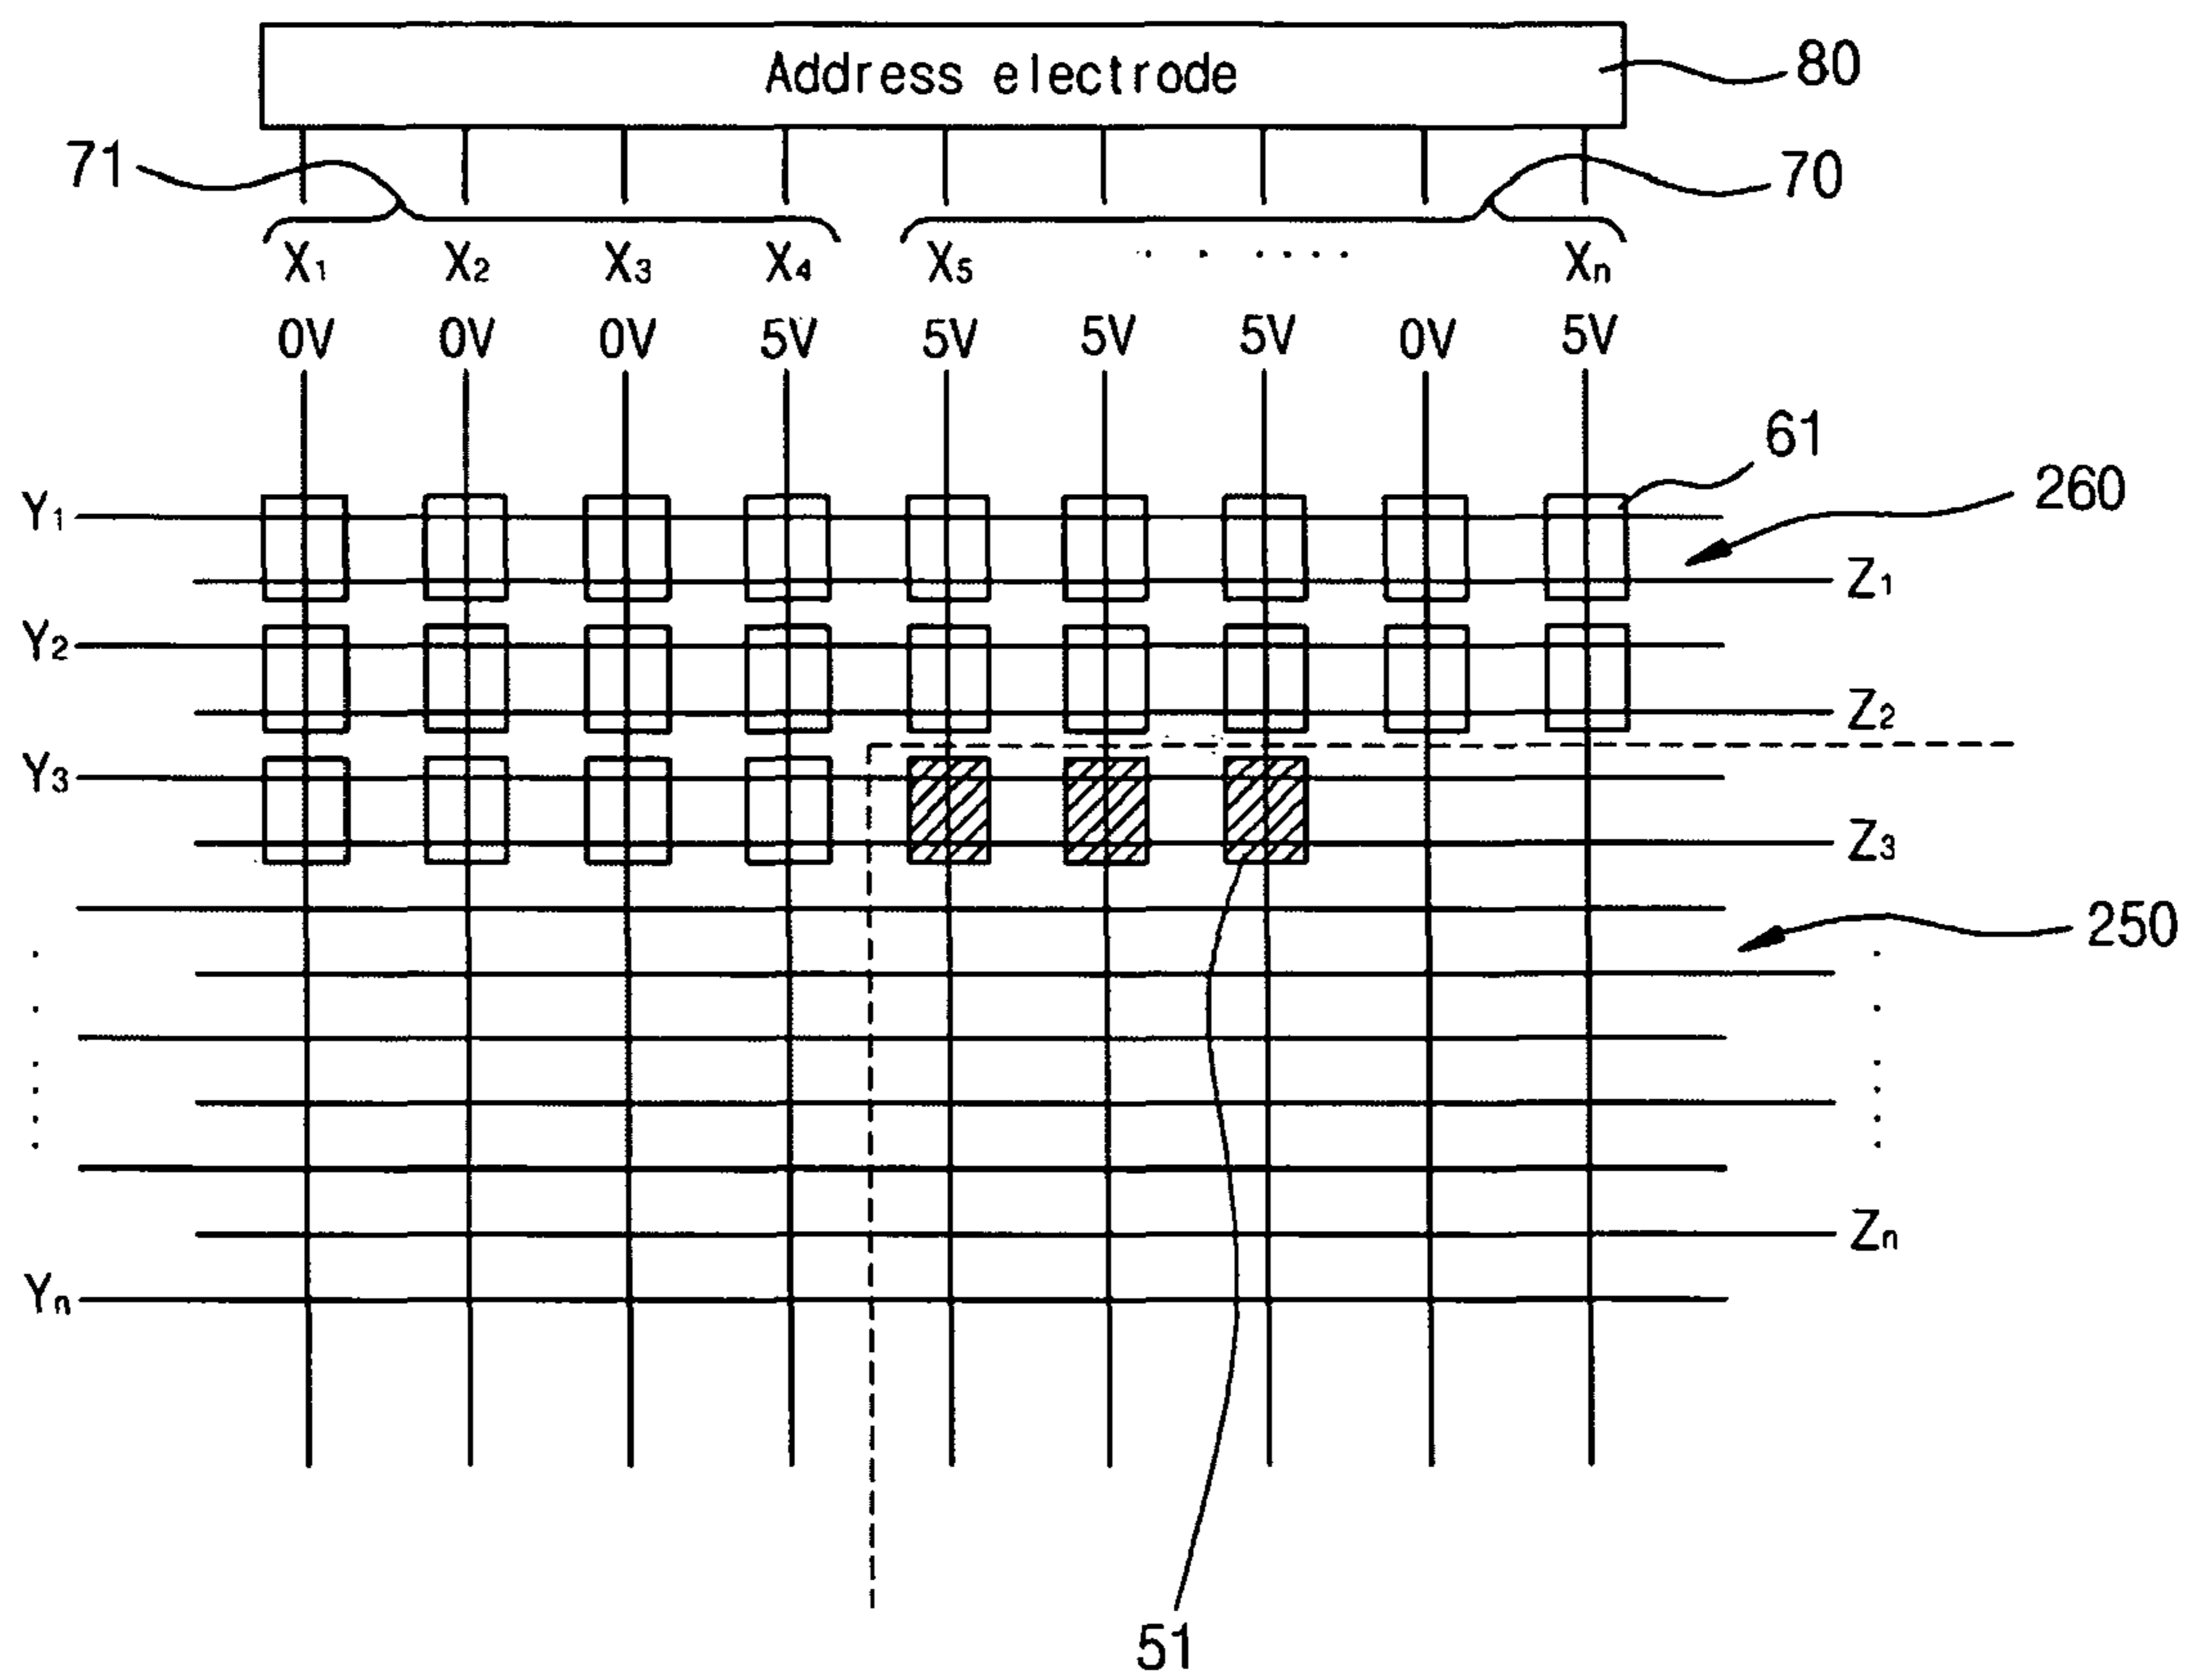 Address electrode
80
71
70
X1 X2 X3 X4 X5 . . ..... Xn
0V 0V 0V 5V 5V 5V 5V 0V 5V
61
260
Y1
Z1
Y2
Z2
Y3
Z3
250
Zn
Yn
51